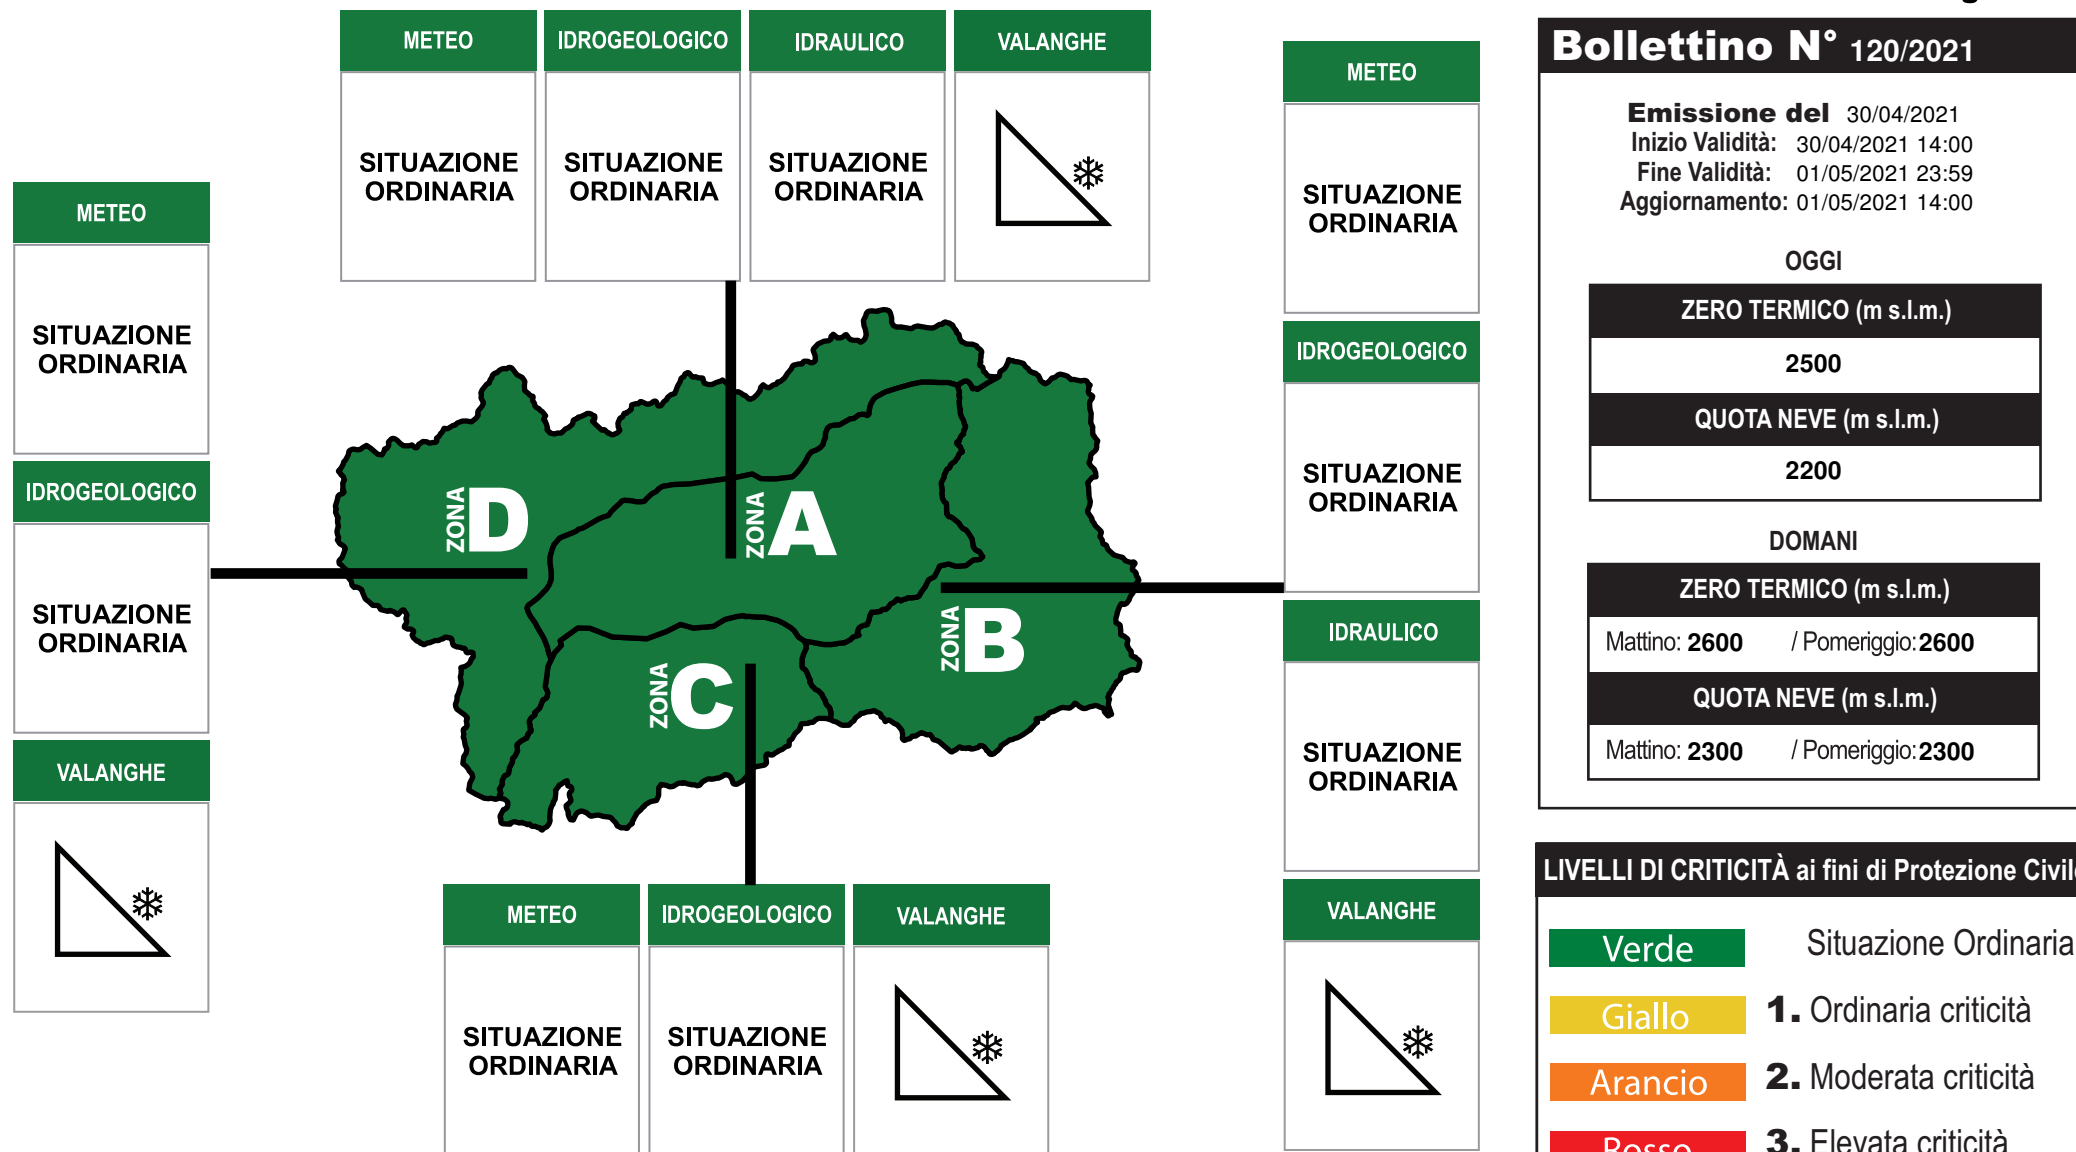 METEO
IDROGEOLOGICO
IDRAULICO
VALANGHE
SITUAZIONE
ORDINARIA
SITUAZIONE
ORDINARIA
SITUAZIONE
ORDINARIA
METEO
SITUAZIONE
ORDINARIA
IDROGEOLOGICO
SITUAZIONE
ORDINARIA
VALANGHE
ZONA D
ZONA A
ZONA B
ZONA C
METEO
SITUAZIONE
ORDINARIA
IDROGEOLOGICO
SITUAZIONE
ORDINARIA
IDRAULICO
SITUAZIONE
ORDINARIA
VALANGHE
METEO
IDROGEOLOGICO
VALANGHE
SITUAZIONE
ORDINARIA
SITUAZIONE
ORDINARIA
Bollettino N° 120/2021
Emissione del 30/04/2021
Inizio Validità: 30/04/2021 14:00
Fine Validità: 01/05/2021 23:59
Aggiornamento: 01/05/2021 14:00
OGGI
ZERO TERMICO (m s.l.m.)
2500
QUOTA NEVE (m s.l.m.)
2200
DOMANI
ZERO TERMICO (m s.l.m.)
Mattino: 2600 / Pomeriggio: 2600
QUOTA NEVE (m s.l.m.)
Mattino: 2300 / Pomeriggio: 2300
LIVELLI DI CRITICITÀ ai fini di Protezione Civile
Verde Situazione Ordinaria
Giallo 1. Ordinaria criticità
Arancio 2. Moderata criticità
Rosso 3. Elevata criticità